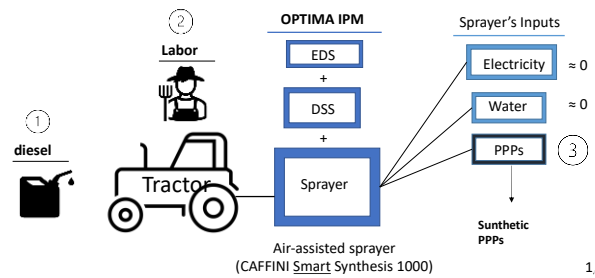 ②
Labor
①
diesel
Tractor
OPTIMA IPM
EDS
+
DSS
+
Sprayer
Air-assisted sprayer
(CAFFINI Smart Synthesis 1000)
Sprayer's Inputs
Electricity ≈ 0
Water ≈ 0
PPPs ③
Sunthetic
PPPs
1